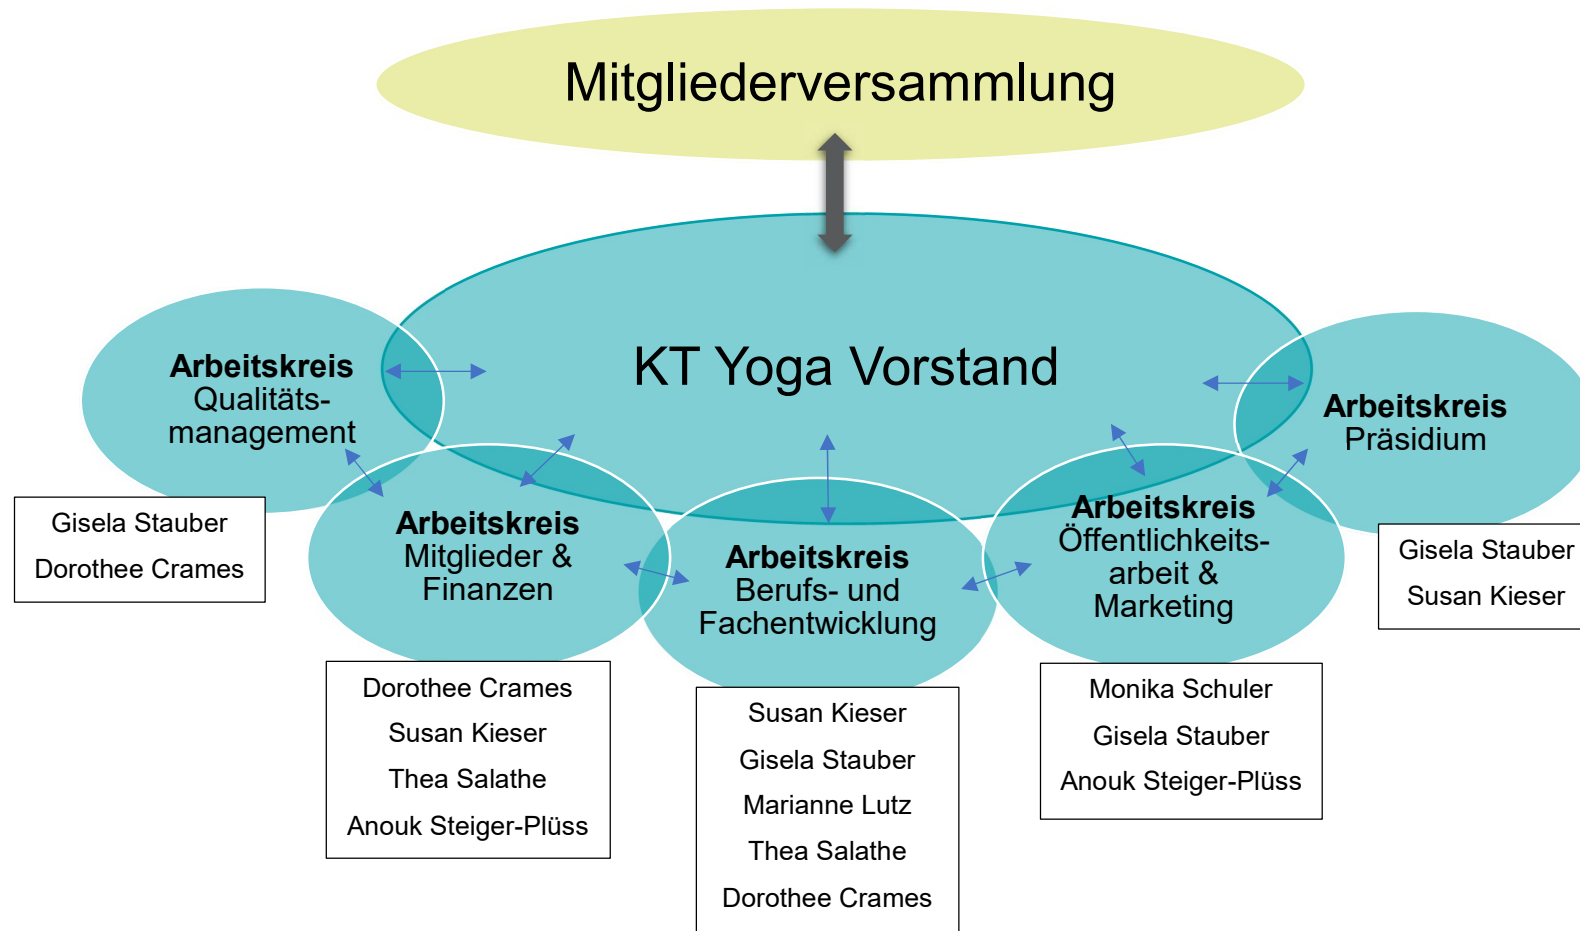 Mitgliederversammlung
KT Yoga Vorstand
Arbeitskreis
Qualitäts-
management
Gisela Stauber
Dorothee Crames
Arbeitskreis
Mitglieder &
Finanzen
Dorothee Crames
Susan Kieser
Thea Salathe
Anouk Steiger-Plüss
Arbeitskreis
Berufs- und
Fachentwicklung
Susan Kieser
Gisela Stauber
Marianne Lutz
Thea Salathe
Dorothee Crames
Arbeitskreis
Öffentlichkeits-
arbeit &
Marketing
Monika Schuler
Gisela Stauber
Anouk Steiger-Plüss
Arbeitskreis
Präsidium
Gisela Stauber
Susan Kieser